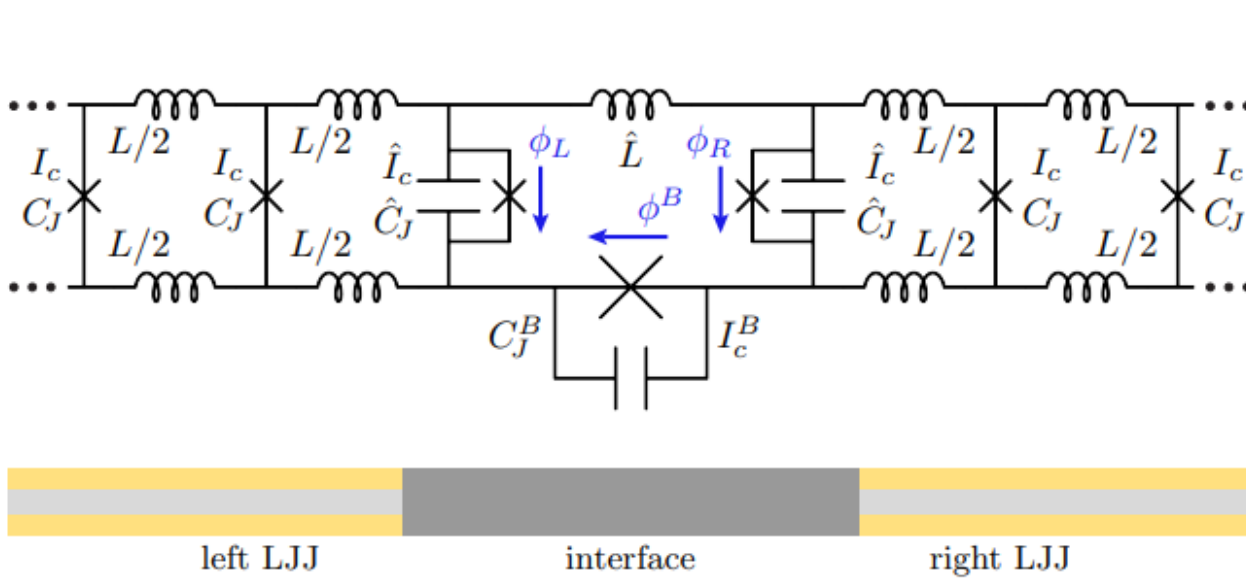 L/2 L/2 L̂ L/2 L/2
I_c I_c Î_c ϕ_L ϕ_R Î_c I_c I_c
C_J C_J Ĉ_J ϕ^B Ĉ_J C_J C_J
L/2 L/2 L/2 L/2
C_J^B I_c^B
left LJJ interface right LJJ